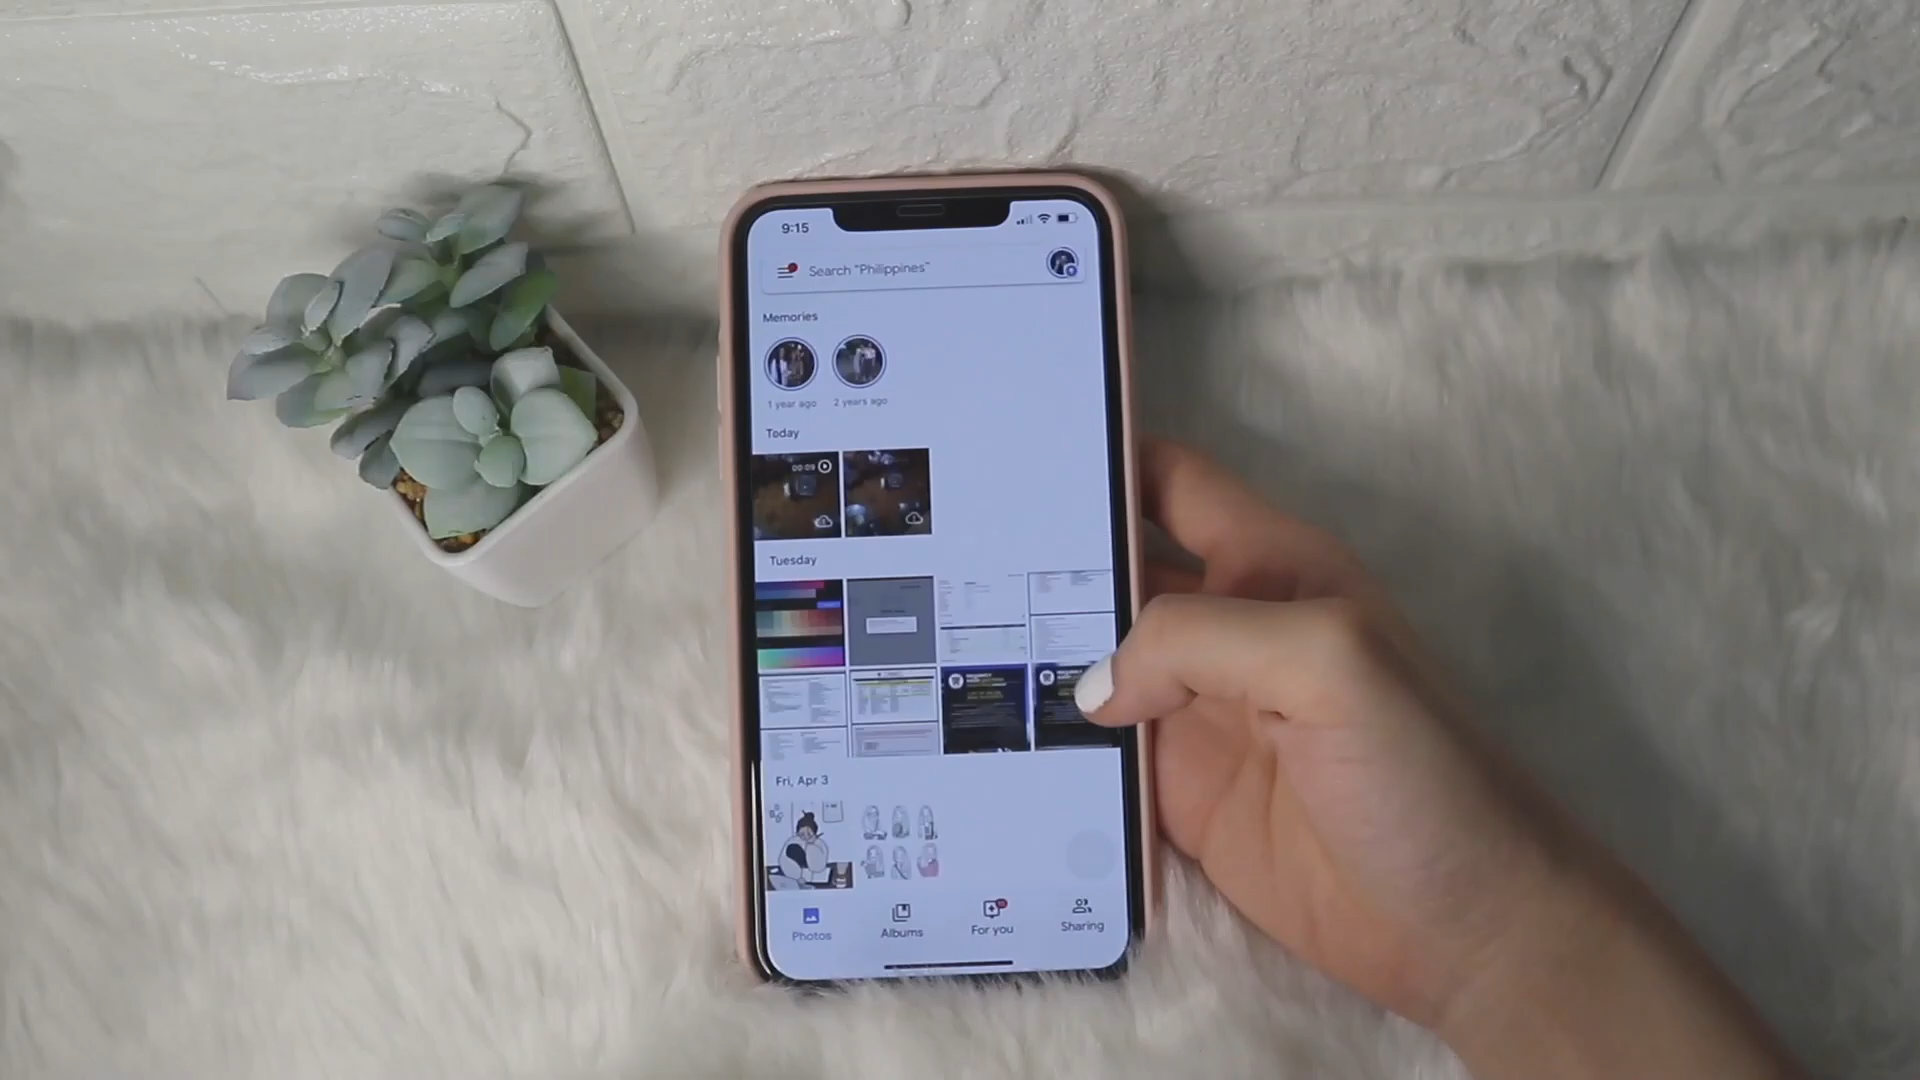 9:15
Search "Philippines"
Memories
1 year ago
2 years ago
Today
00:09
Tuesday
Fri, Apr 3
Photos
Albums
For you
Sharing